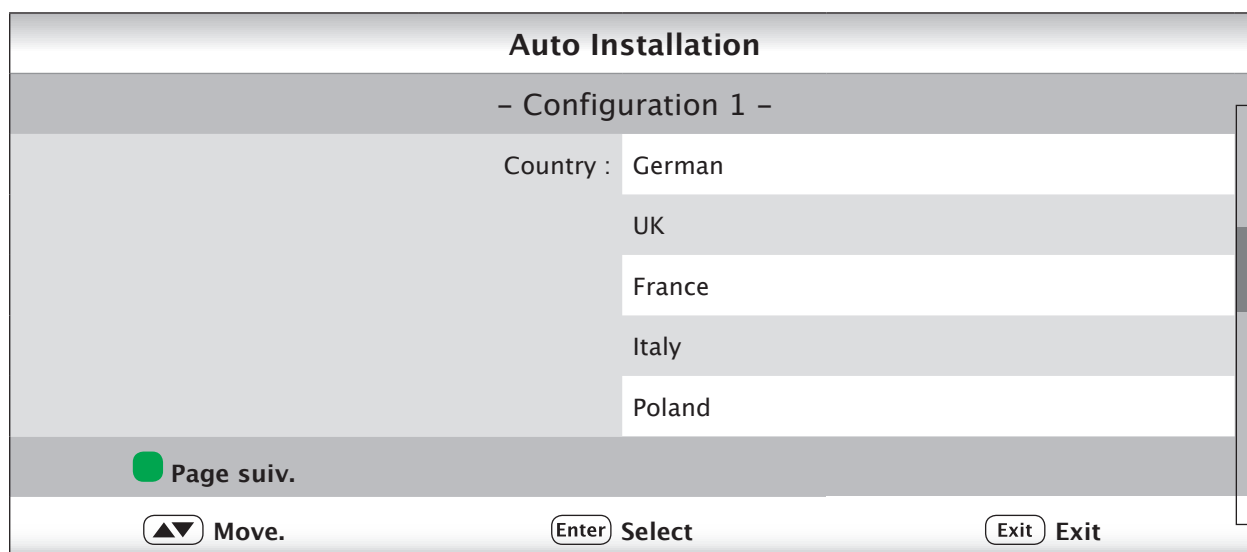 Auto Installation
– Configuration 1 –
Country : German
UK
France
Italy
Poland
Page suiv.
▲▼ Move. Enter Select Exit Exit